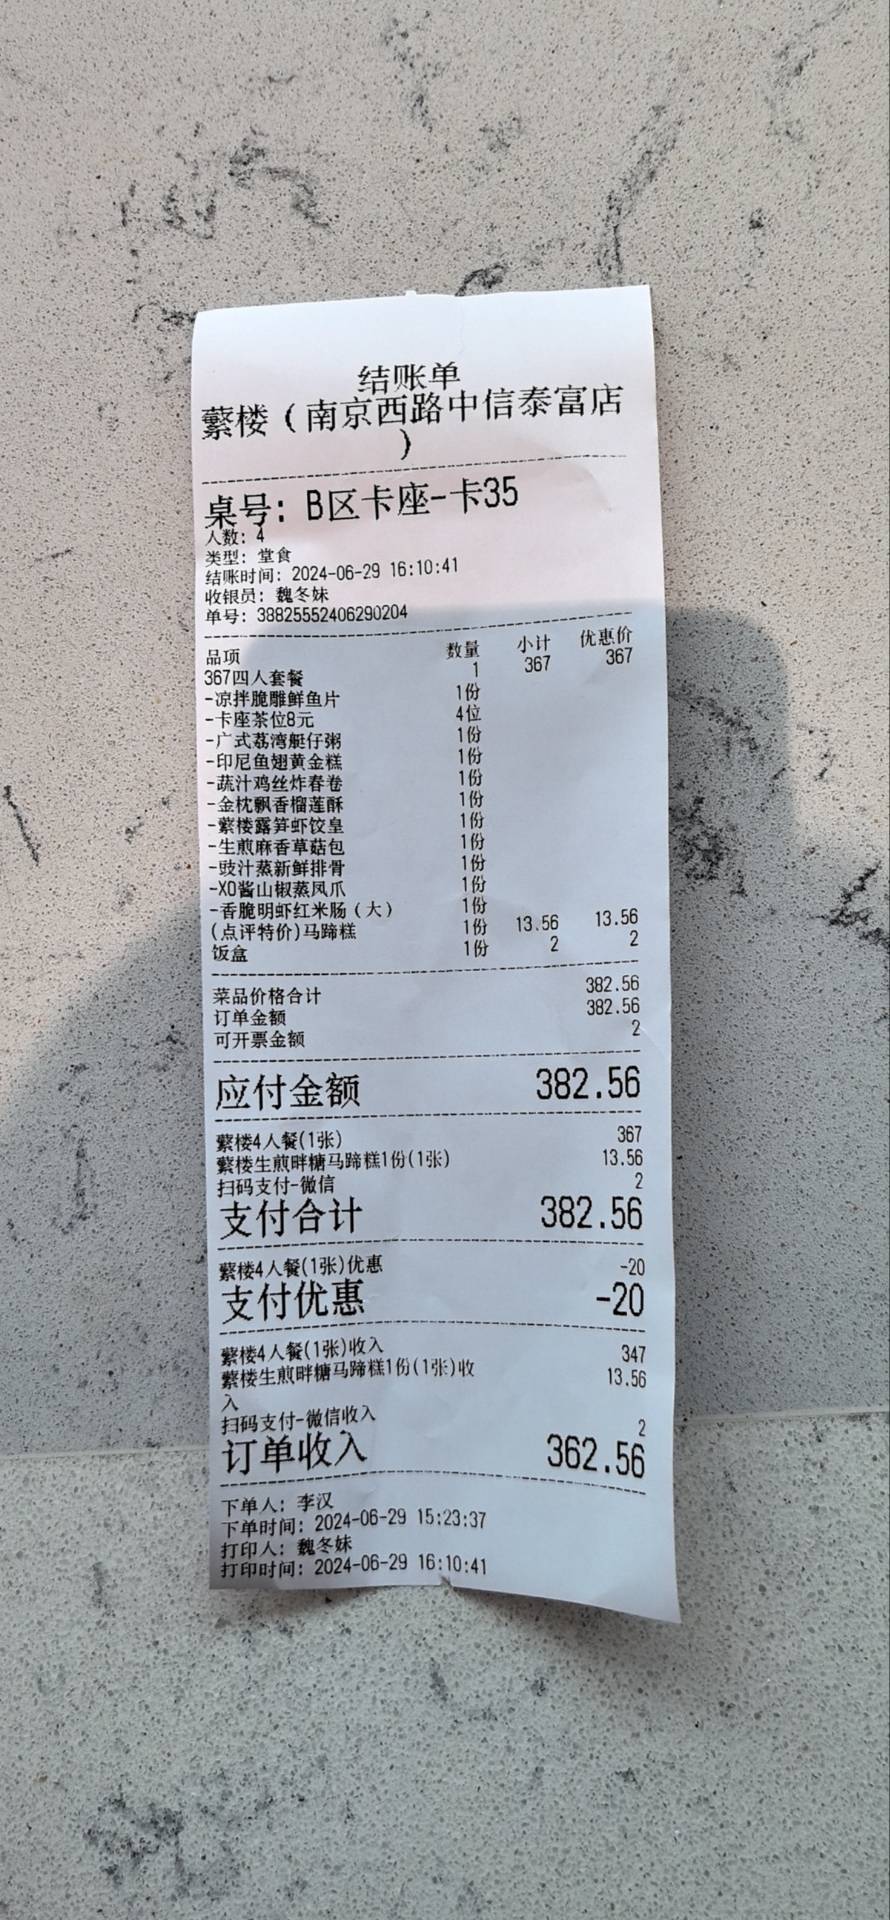 结账单
蘩楼（南京西路中信泰富店
）
桌号: B区卡座-卡35
人数: 4
类型: 堂食
结账时间: 2024-06-29 16:10:41
收银员: 魏冬妹
单号: 38825552406290204
品项 数量 小计 优惠价
367四人套餐 1 367 367
-凉拌脆雕鲜鱼片 1份
-卡座茶位8元 4位
-广式荔湾艇仔粥 1份
-印尼鱼翅黄金糕 1份
-蔬汁鸡丝炸春卷 1份
-金枕飘香榴莲酥 1份
-蘩楼露笋虾饺皇 1份
-生煎麻香草菇包 1份
-豉汁蒸新鲜排骨 1份
-XO酱山椒蒸凤爪 1份
-香脆明虾红米肠（大） 1份
(点评特价)马蹄糕 1份 13.56 13.56
饭盒 1份 2 2
菜品价格合计 382.56
订单金额 382.56
可开票金额 2
应付金额 382.56
蘩楼4人餐(1张) 367
蘩楼生煎畔糖马蹄糕1份(1张) 13.56
扫码支付-微信 2
支付合计 382.56
蘩楼4人餐(1张)优惠 -20
支付优惠 -20
蘩楼4人餐(1张)收入 347
蘩楼生煎畔糖马蹄糕1份(1张)收 13.56
入
扫码支付-微信收入 2
订单收入 362.56
下单人: 李汉
下单时间: 2024-06-29 15:23:37
打印人: 魏冬妹
打印时间: 2024-06-29 16:10:41